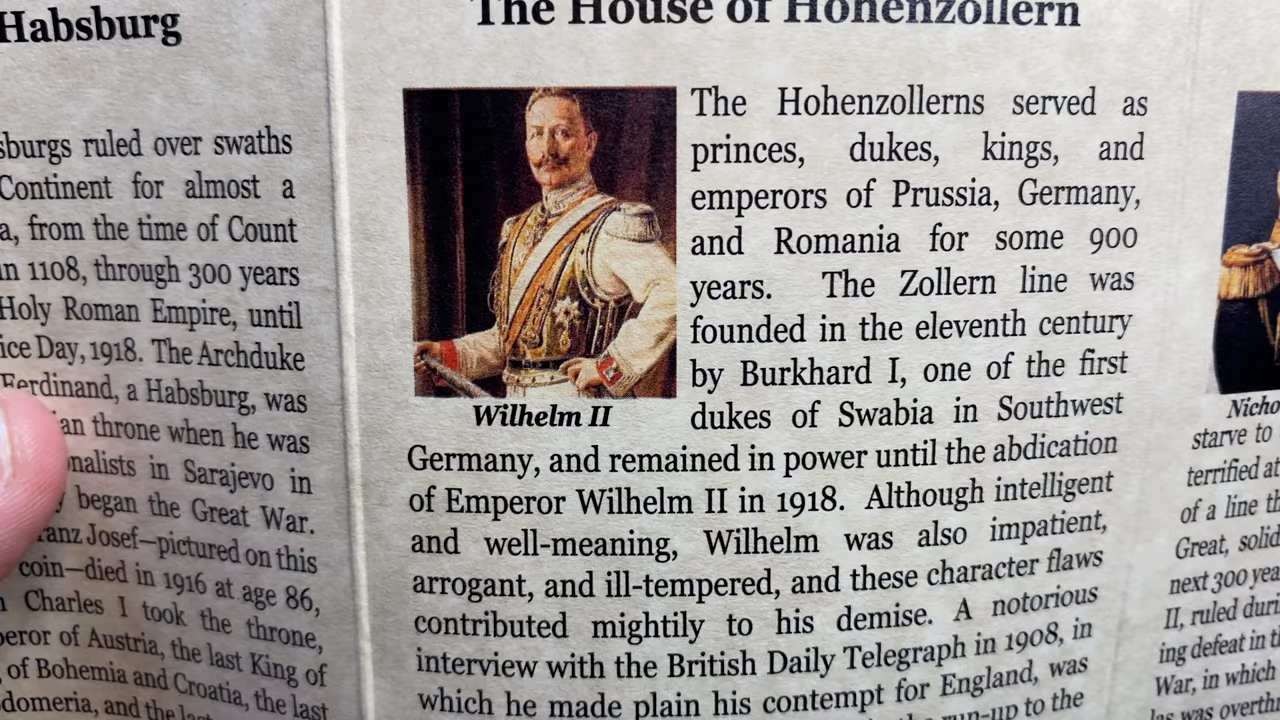 Habsburg
sburgs ruled over swaths
Continent for almost a
a, from the time of Count
in 1108, through 300 years
Holy Roman Empire, until
ice Day, 1918. The Archduke
Ferdinand, a Habsburg, was
an throne when he was
nalists in Sarajevo in
y began the Great War.
ranz Josef—pictured on this
coin—died in 1916 at age 86,
Charles I took the throne,
peror of Austria, the last King of
of Bohemia and Croatia, the last
domeria, and the last
The House of Hohenzollern
The Hohenzollerns served as
princes, dukes, kings, and
emperors of Prussia, Germany,
and Romania for some 900
years. The Zollern line was
founded in the eleventh century
by Burkhard I, one of the first
dukes of Swabia in Southwest
Wilhelm II
Germany, and remained in power until the abdication
of Emperor Wilhelm II in 1918. Although intelligent
and well-meaning, Wilhelm was also impatient,
arrogant, and ill-tempered, and these character flaws
contributed mightily to his demise. A notorious
interview with the British Daily Telegraph in 1908, in
which he made plain his contempt for England, was
run-up to the
Nicho
starve to
terrified at
of a line th
Great, solid
next 300 yea
II, ruled duri
ing defeat in th
War, in which
las was overth